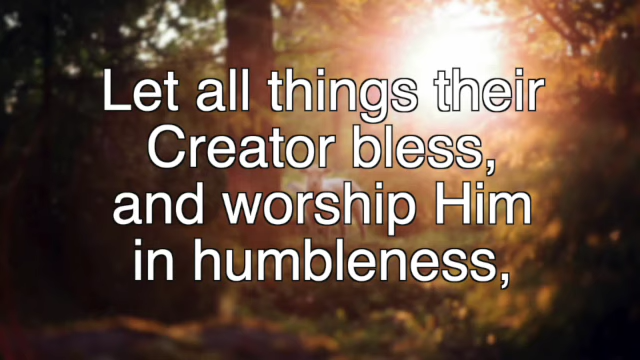 Let all things their
Creator bless,
and worship Him
in humbleness,